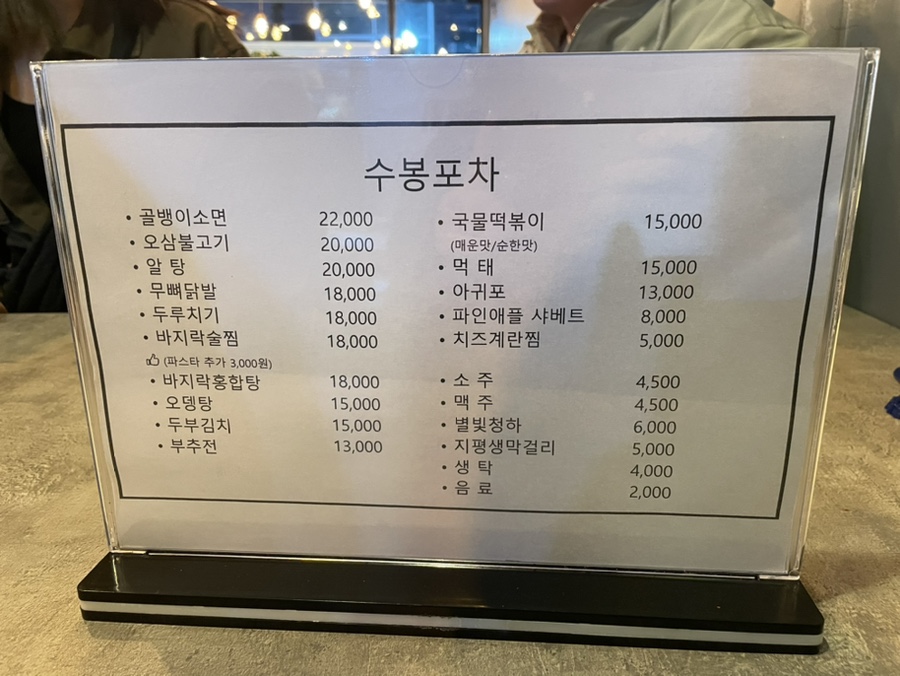 수봉포차
• 골뱅이소면 22,000
• 오삼불고기 20,000
• 알 탕 20,000
• 무뼈닭발 18,000
• 두루치기 18,000
• 바지락술찜 18,000
(파스타 추가 3,000원)
• 바지락홍합탕 18,000
• 오뎅탕 15,000
• 두부김치 15,000
• 부추전 13,000
• 국물떡볶이 15,000
(매운맛/순한맛)
• 먹 태 15,000
• 아귀포 13,000
• 파인애플 샤베트 8,000
• 치즈계란찜 5,000
• 소 주 4,500
• 맥 주 4,500
• 별빛청하 6,000
• 지평생막걸리 5,000
• 생 탁 4,000
• 음 료 2,000